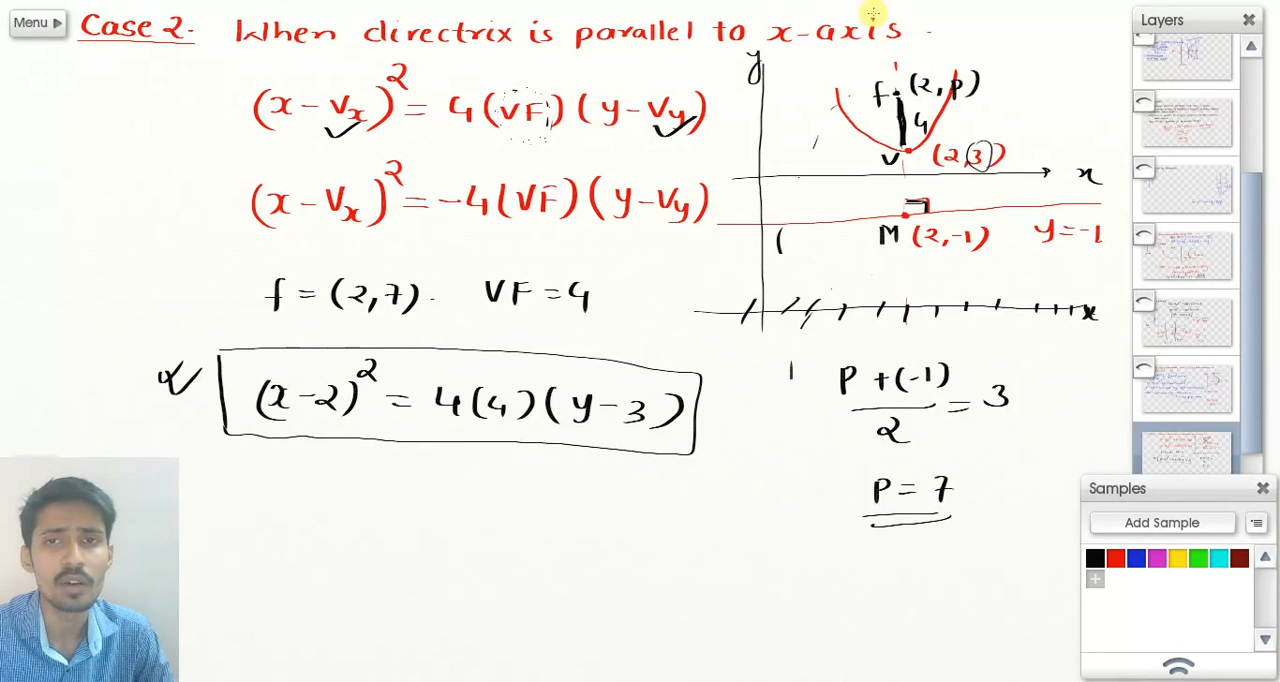 Menu
Case 2. When directrix is parallel to x-axis.
(x - Vx)² = 4(VF)(y - Vy)
(x - Vx)² = -4(VF)(y - Vy)
f = (2,7). VF = 4
(x-2)² = 4(4)(y-3)
y
f (2,p)
4
V (2,3)
x
M (2,-1) y = -1
x
P + (-1)
2
= 3
P = 7
Layers
Samples
Add Sample